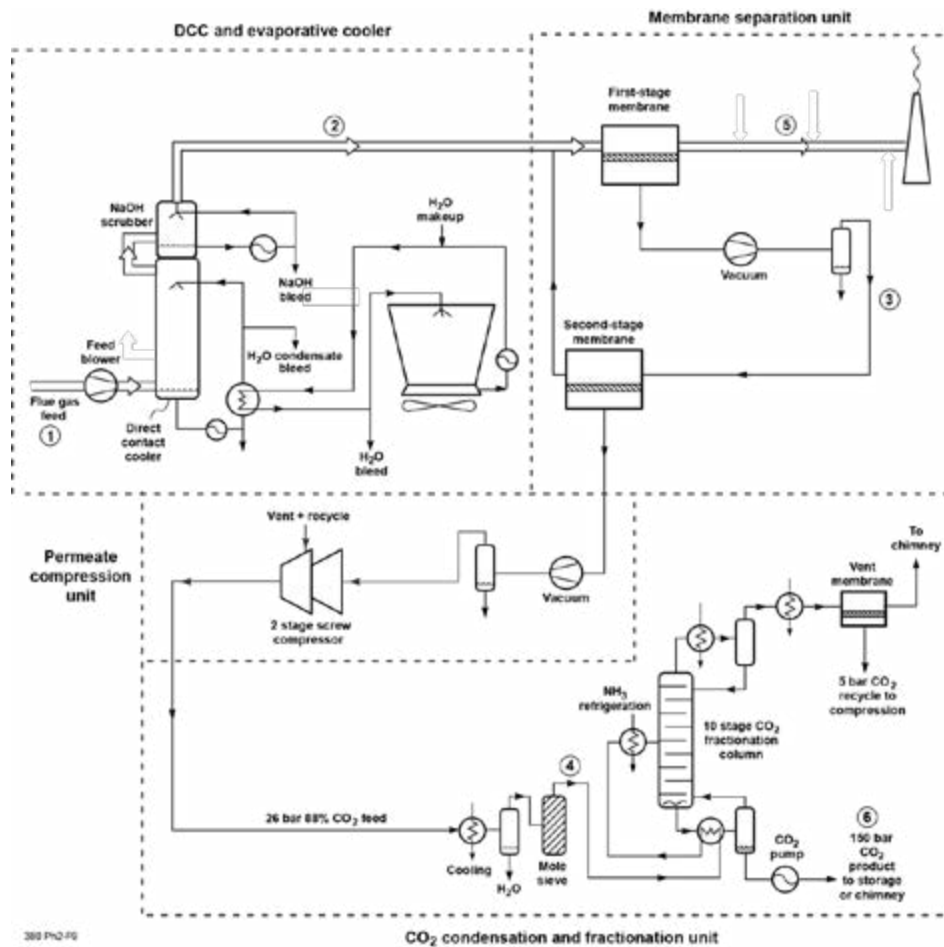 DCC and evaporative cooler
Membrane separation unit
First-stage
membrane
2
5
NaOH
scrubber
H2O
makeup
Vacuum
NaOH
bleed
3
Second-stage
membrane
Feed
blower
H2O condensate
bleed
Flue gas
feed
1
Direct
contact
cooler
H2O
bleed
Vent + recycle
To
chimney
Permeate
compression
unit
Vent
membrane
Vacuum
2 stage screw
compressor
NH3
refrigeration
5 bar CO2
recycle to
compression
10 stage CO2
fractionation
column
4
26 bar 88% CO2 feed
6
CO2
pump
150 bar
CO2
product
to storage
or chimney
Cooling
H2O
Mole
sieve
CO2 condensation and fractionation unit